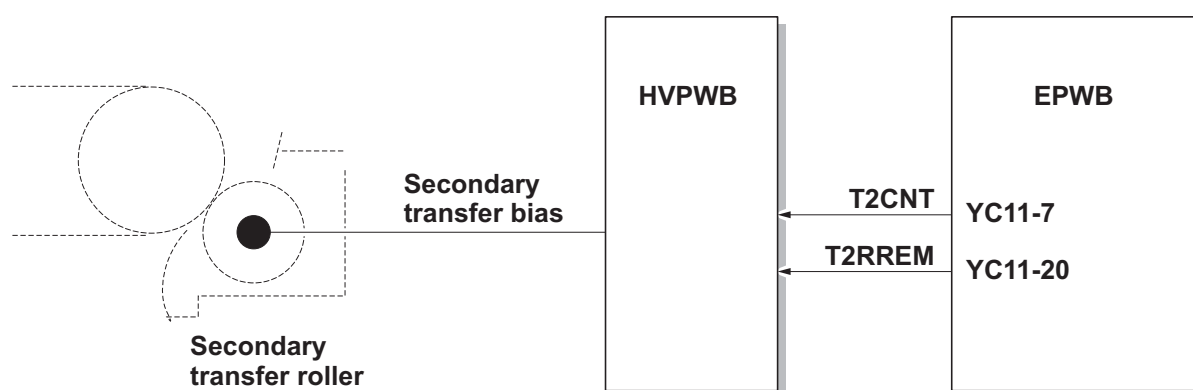 HVPWB
EPWB
Secondary
transfer bias
T2CNT
YC11-7
T2RREM
YC11-20
Secondary
transfer roller